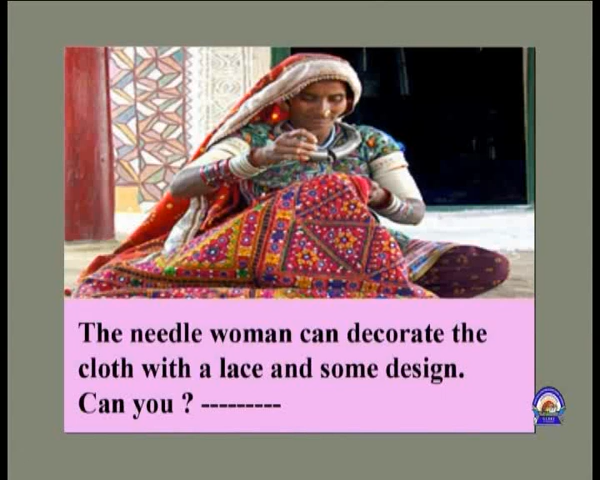 The needle woman can decorate the
cloth with a lace and some design.
Can you ? ---------